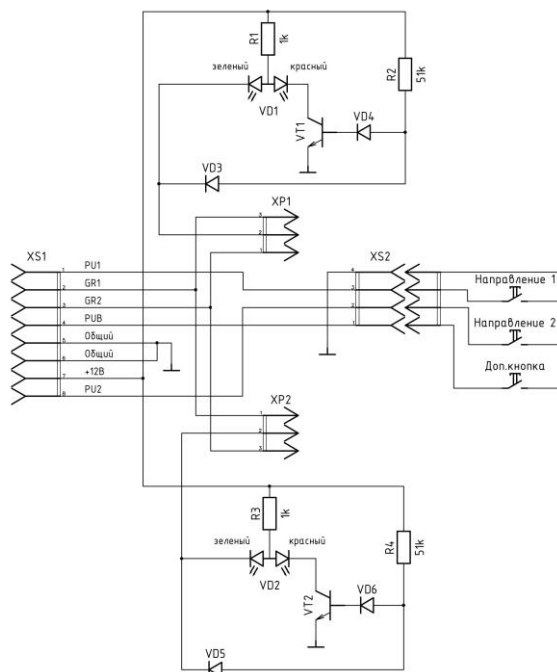 R1
1k
зеленый
красный
VD1
R2
51k
VT1
VD4
VD3
XP1
3
2
1
XS1
XS2
1
PU1
2
GR1
3
GR2
4
PUB
5
Общий
6
Общий
7
+12В
8
PU2
4
3
2
1
Направление 1
Направление 2
Доп.кнопка
XP2
1
2
3
R3
1k
зеленый
красный
VD2
R4
51k
VT2
VD6
VD5